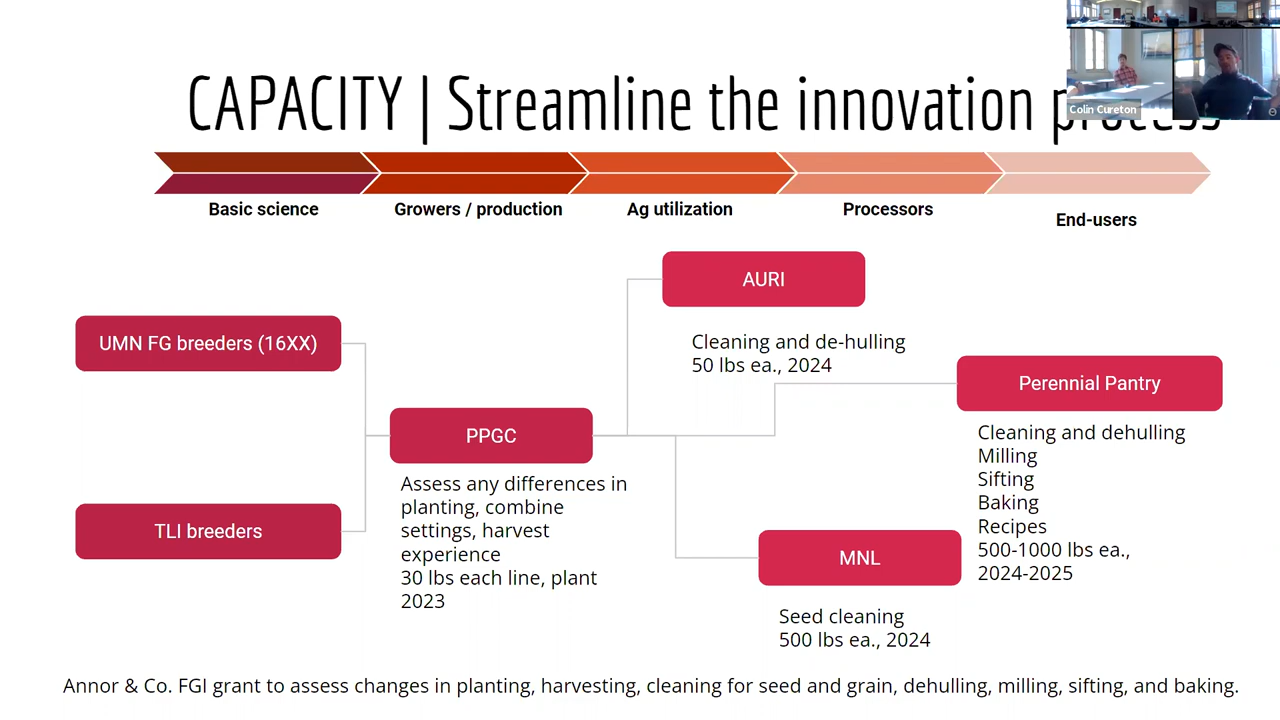 CAPACITY | Streamline the innovation process
Colin Cureton
Basic science
Growers / production
Ag utilization
Processors
End-users
AURI
Cleaning and de-hulling
50 lbs ea., 2024
UMN FG breeders (16XX)
Perennial Pantry
Cleaning and dehulling
Milling
Sifting
Baking
Recipes
500-1000 lbs ea.,
2024-2025
PPGC
Assess any differences in
planting, combine
settings, harvest
experience
30 lbs each line, plant
2023
TLI breeders
MNL
Seed cleaning
500 lbs ea., 2024
Annor & Co. FGI grant to assess changes in planting, harvesting, cleaning for seed and grain, dehulling, milling, sifting, and baking.